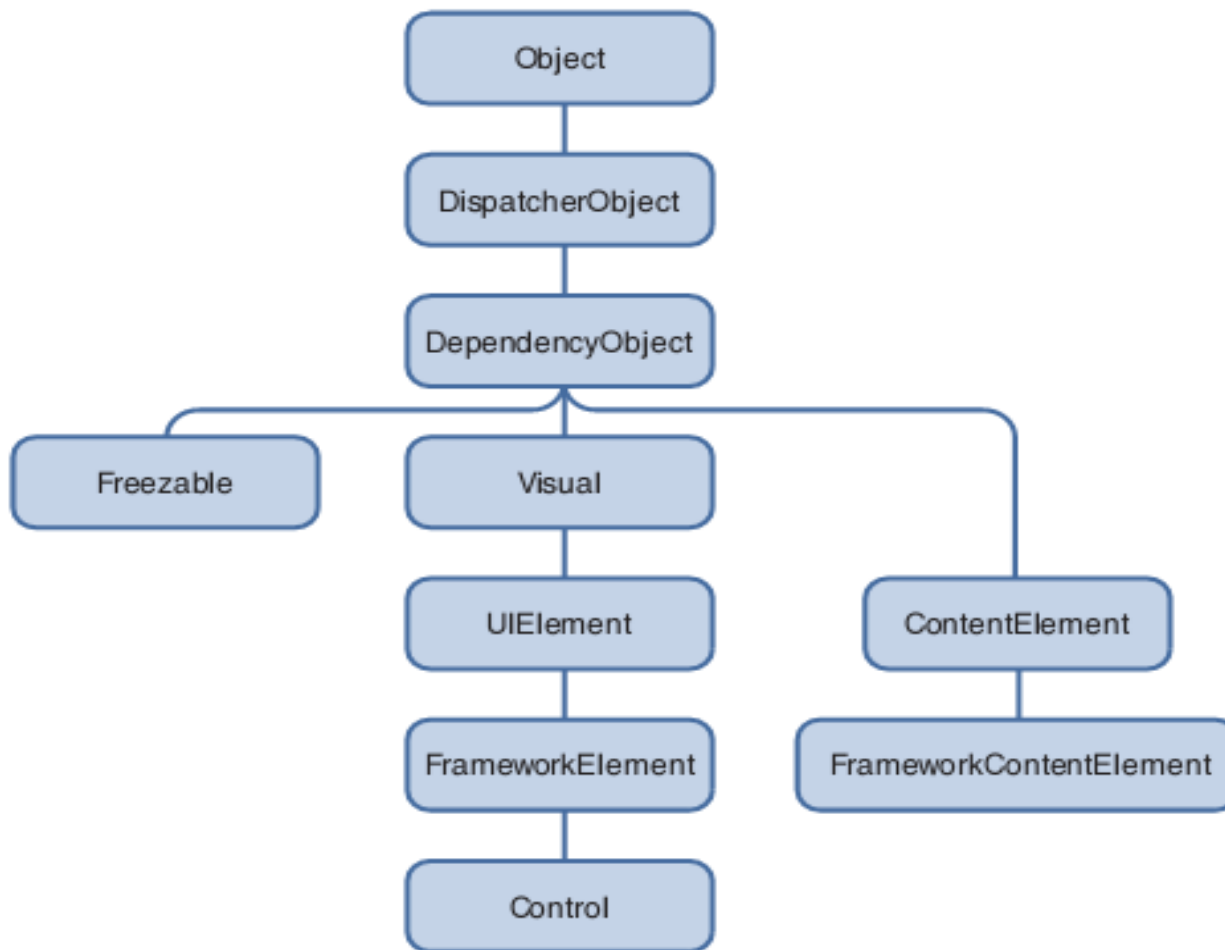 Object
DispatcherObject
DependencyObject
Freezable
Visual
UIElement
ContentElement
FrameworkElement
FrameworkContentElement
Control